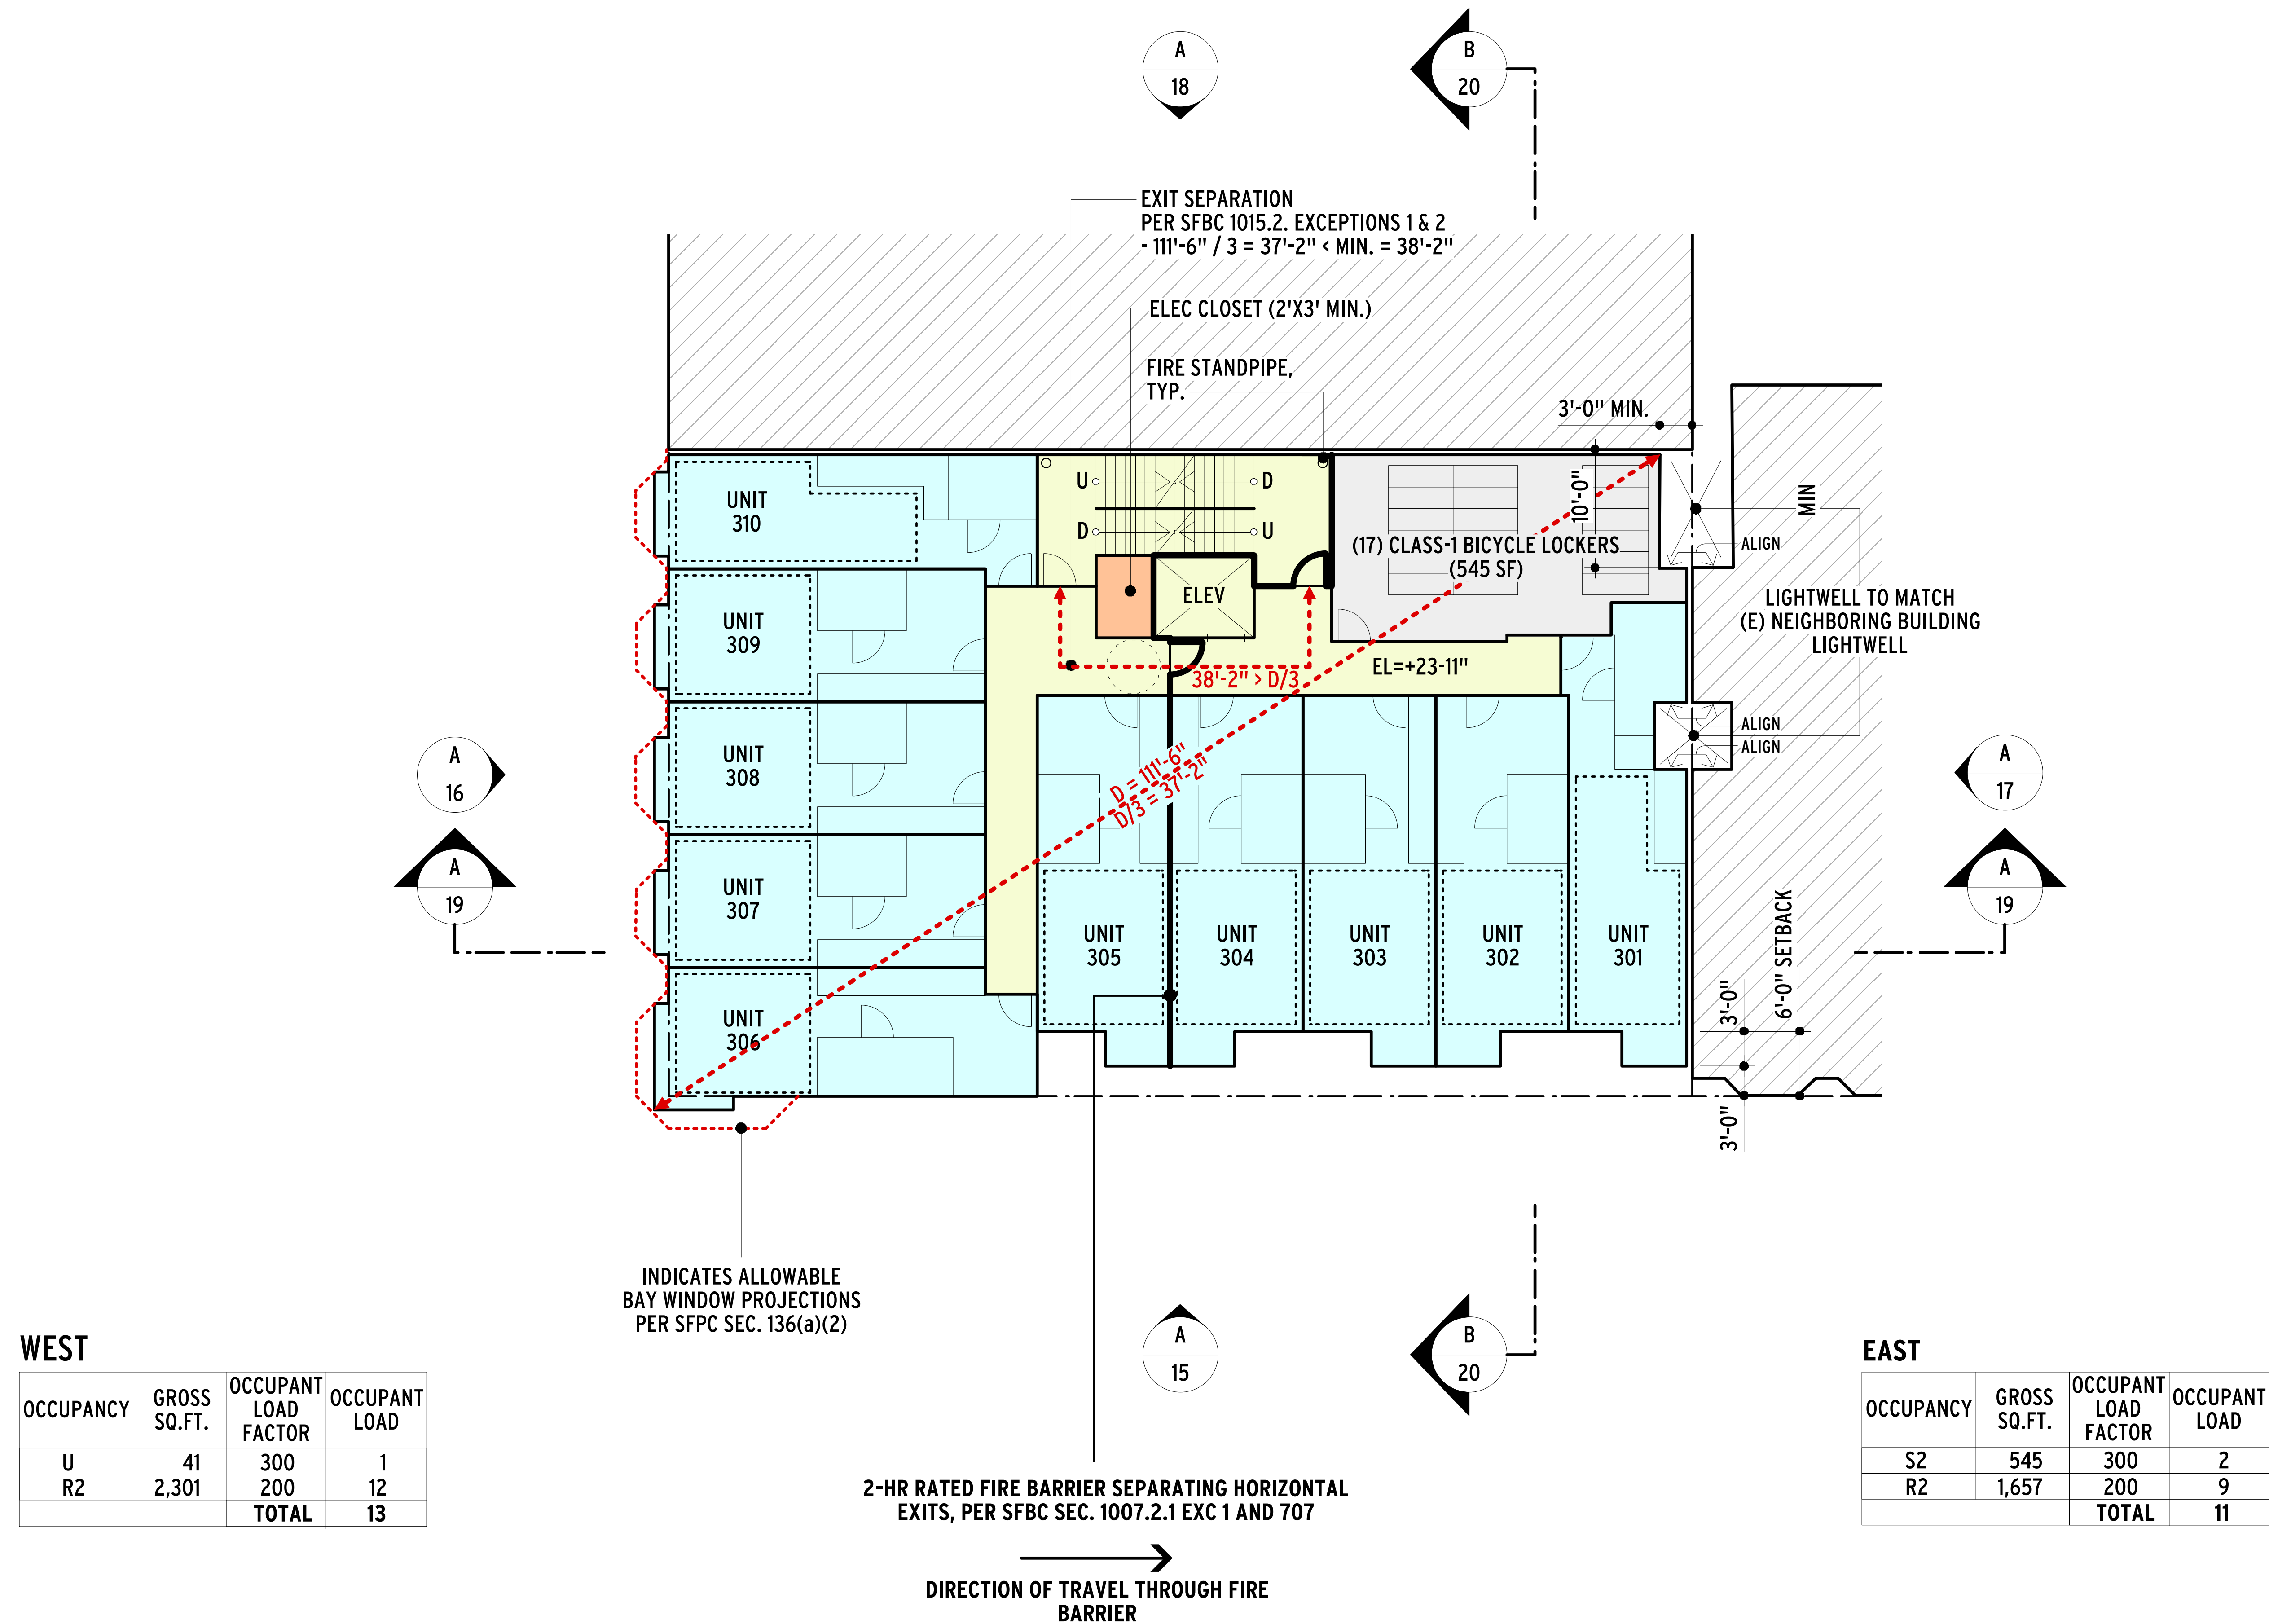 A
18
B
20
EXIT SEPARATION
PER SFBC 1015.2. EXCEPTIONS 1 & 2
- 111'-6" / 3 = 37'-2" < MIN. = 38'-2"
ELEC CLOSET (2'X3' MIN.)
FIRE STANDPIPE,
TYP.
3'-0" MIN.
10'-0"
MIN
UNIT
310
U
D
D
U
(17) CLASS-1 BICYCLE LOCKERS
(545 SF)
ALIGN
ELEV
UNIT
309
LIGHTWELL TO MATCH
(E) NEIGHBORING BUILDING
LIGHTWELL
EL=+23-11"
38'-2" > D/3
ALIGN
ALIGN
UNIT
308
D = 111'-6"
D/3 = 37'-2"
A
16
A
17
A
19
A
19
UNIT
307
UNIT
305
UNIT
304
UNIT
303
UNIT
302
UNIT
301
6'-0" SETBACK
3'-0"
3'-0"
UNIT
306
INDICATES ALLOWABLE
BAY WINDOW PROJECTIONS
PER SFPC SEC. 136(a)(2)
A
15
B
20
WEST
OCCUPANCY GROSS SQ.FT. OCCUPANT LOAD FACTOR OCCUPANT LOAD
U 41 300 1
R2 2,301 200 12
TOTAL 13
EAST
OCCUPANCY GROSS SQ.FT. OCCUPANT LOAD FACTOR OCCUPANT LOAD
S2 545 300 2
R2 1,657 200 9
TOTAL 11
2-HR RATED FIRE BARRIER SEPARATING HORIZONTAL
EXITS, PER SFBC SEC. 1007.2.1 EXC 1 AND 707
DIRECTION OF TRAVEL THROUGH FIRE
BARRIER